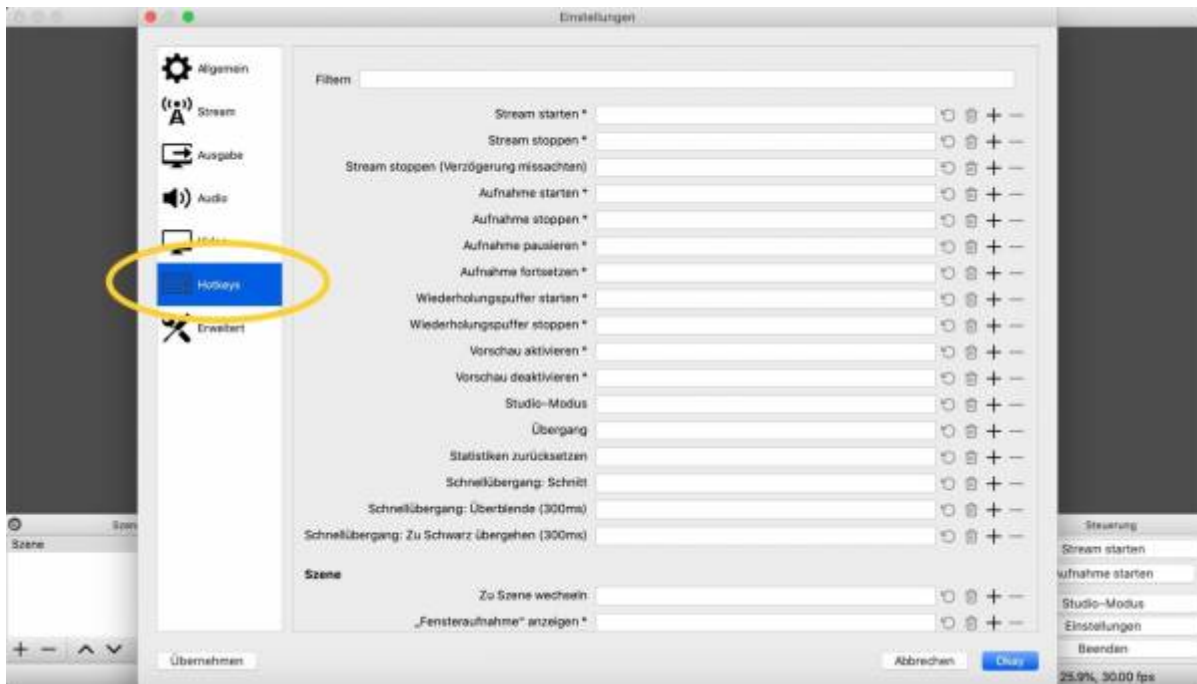 Einstellungen
Allgemein
Stream
Ausgabe
Audio
Hotkeys
Erweitert
Filtern
Stream starten *
Stream stoppen *
Stream stoppen (Verzögerung missachten)
Aufnahme starten *
Aufnahme stoppen *
Aufnahme pausieren *
Aufnahme fortsetzen *
Wiederholungspuffer starten *
Wiederholungspuffer stoppen *
Vorschau aktivieren *
Vorschau deaktivieren *
Studio-Modus
Übergang
Statistiken zurücksetzen
Schnellübergang: Schnitt
Schnellübergang: Überblende (300ms)
Schnellübergang: Zu Schwarz übergehen (300ms)
Szene
Zu Szene wechseln
„Fensteraufnahme“ anzeigen *
Übernehmen
Abbrechen
Okay
Szen
Szene
Steuerung
Stream starten
ufnahme starten
Studio-Modus
Einstellungen
Beenden
25.9%, 30.00 fps